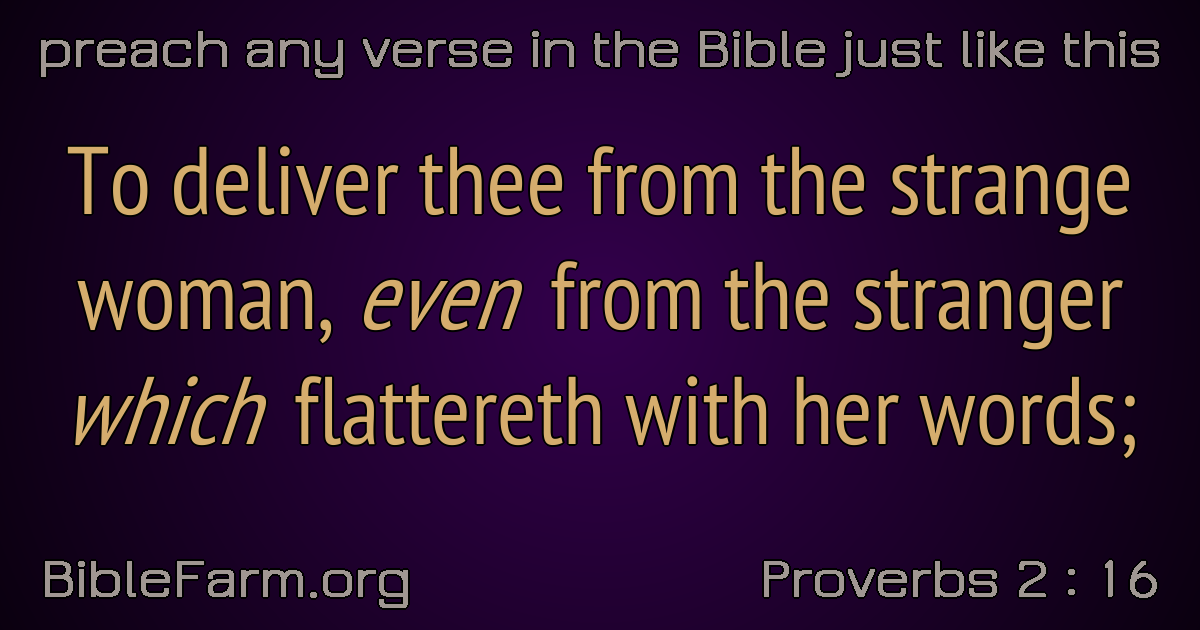 preach any verse in the Bible just like this
To deliver thee from the strange
woman, even from the stranger
which flattereth with her words;
BibleFarm.org
Proverbs 2 : 16